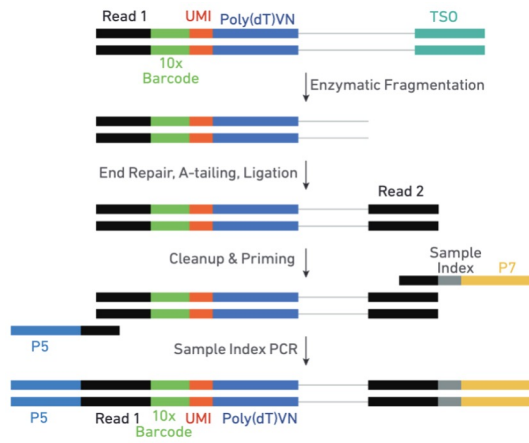 Read 1 UMI Poly(dT)VN TSO
10x
Barcode
Enzymatic Fragmentation
End Repair, A-tailing, Ligation
Read 2
Cleanup & Priming
Sample
Index P7
P5
Sample Index PCR
P5 Read 1 10x UMI Poly(dT)VN
Barcode